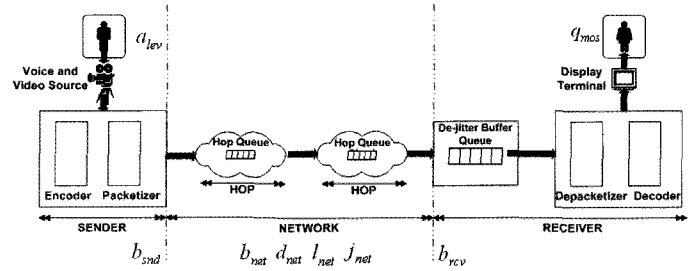 a_lev
q_mos
Voice and
Video Source
Display
Terminal
Hop Queue
Hop Queue
De-jitter Buffer
Queue
Encoder Packetizer
HOP
HOP
Depacketizer Decoder
SENDER
NETWORK
RECEIVER
b_snd
b_net d_net l_net j_net
b_rcv